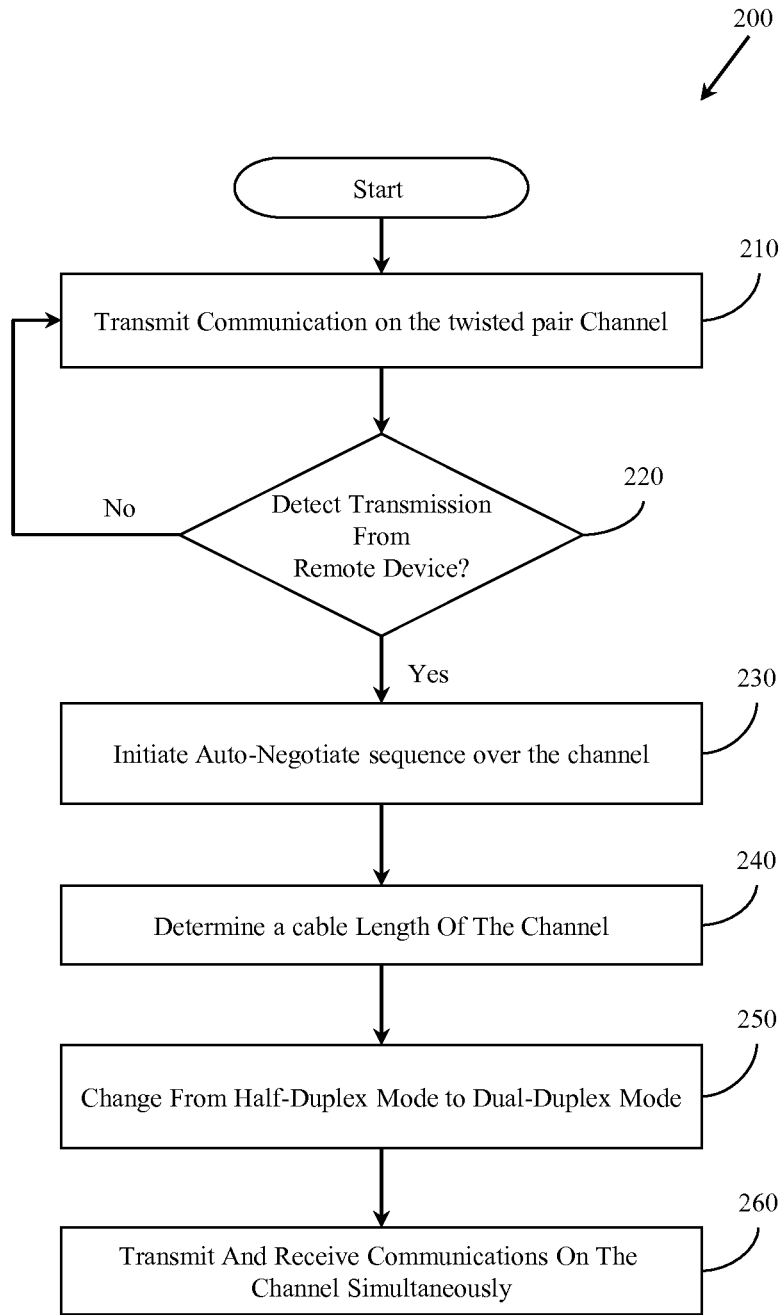 200
Start
210
Transmit Communication on the twisted pair Channel
220
Detect Transmission
From
Remote Device?
No
Yes
230
Initiate Auto-Negotiate sequence over the channel
240
Determine a cable Length Of The Channel
250
Change From Half-Duplex Mode to Dual-Duplex Mode
260
Transmit And Receive Communications On The
Channel Simultaneously